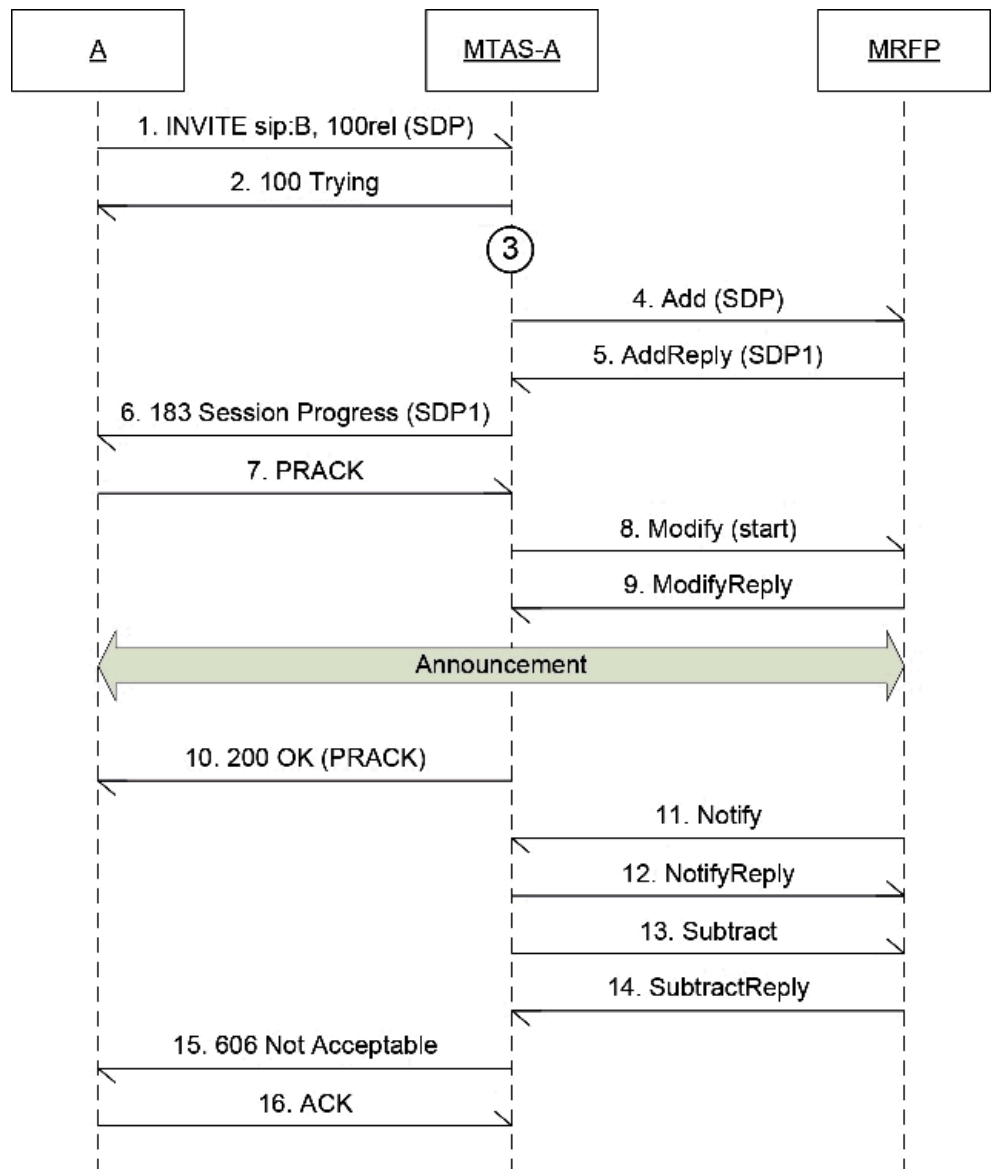 A
MTAS-A
MRFP
1. INVITE sip:B, 100rel (SDP)
2. 100 Trying
3
4. Add (SDP)
5. AddReply (SDP1)
6. 183 Session Progress (SDP1)
7. PRACK
8. Modify (start)
9. ModifyReply
Announcement
10. 200 OK (PRACK)
11. Notify
12. NotifyReply
13. Subtract
14. SubtractReply
15. 606 Not Acceptable
16. ACK